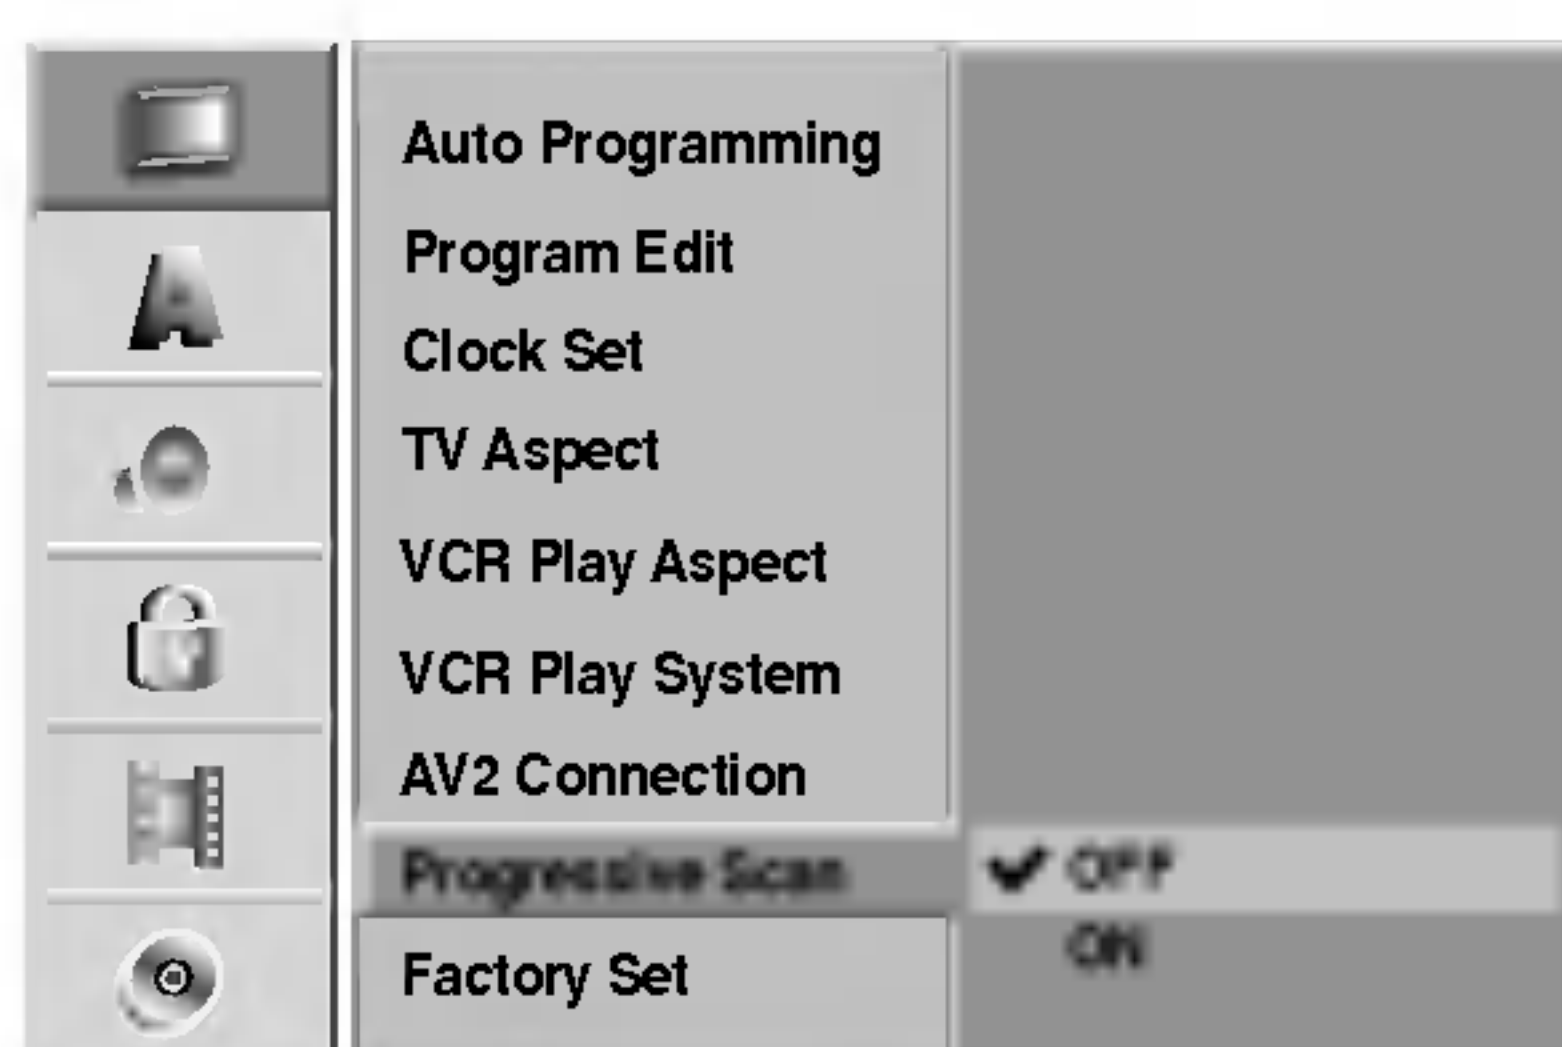 Auto Programming
Program Edit
Clock Set
TV Aspect
VCR Play Aspect
VCR Play System
AV2 Connection
Progressive Scan
OFF
ON
Factory Set